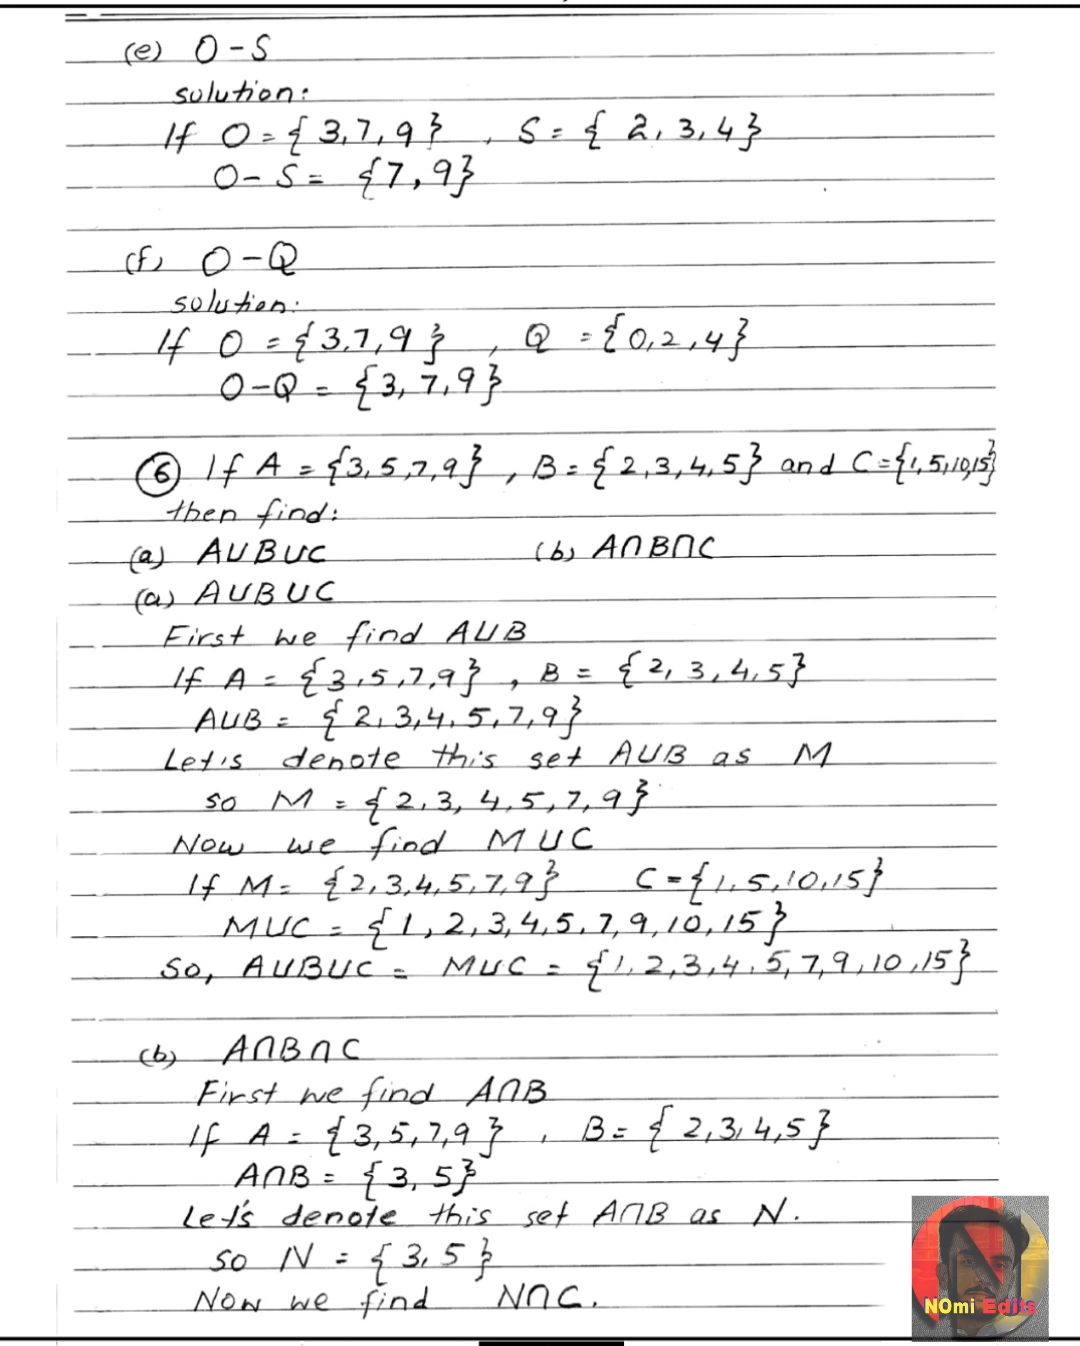 (e) O-S
solution:
If O={3,7,9}, S={2,3,4}
O-S={7,9}
(f) O-Q
solution:
If O={3,7,9}, Q={0,2,4}
O-Q={3,7,9}
(6) If A={3,5,7,9}, B={2,3,4,5} and C={1,5,10,15}
then find:
(a) AUBUC (b) A∩B∩C
(a) AUBUC
First we find AUB
If A={3,5,7,9}, B={2,3,4,5}
AUB={2,3,4,5,7,9}
Let's denote this set AUB as M
so M={2,3,4,5,7,9}
Now we find MUC
If M={2,3,4,5,7,9} C={1,5,10,15}
MUC={1,2,3,4,5,7,9,10,15}
So, AUBUC = MUC = {1,2,3,4,5,7,9,10,15}
(b) A∩B∩C
First we find A∩B
If A={3,5,7,9}, B={2,3,4,5}
A∩B={3,5}
Let's denote this set A∩B as N.
so N={3,5}
Now we find N∩C.
NOmi Edits